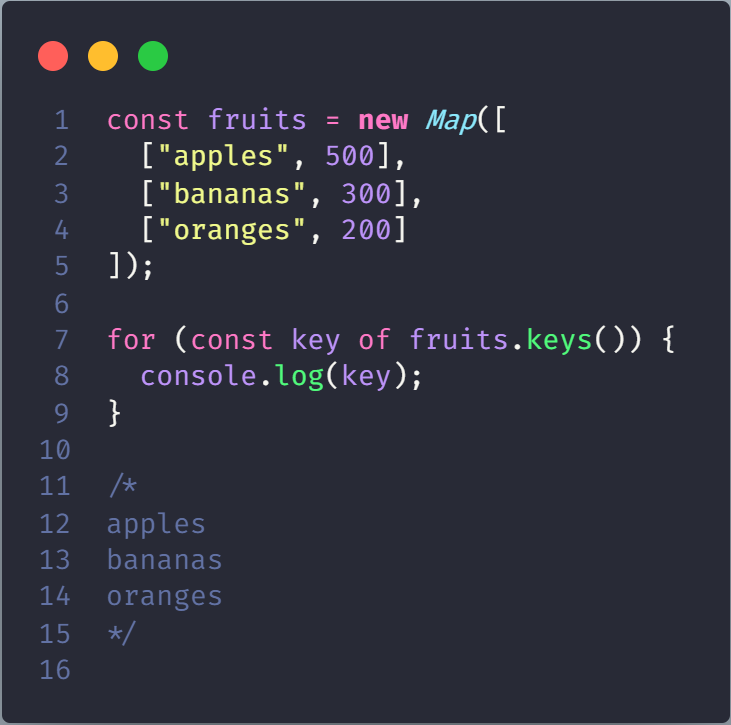 1 const fruits = new Map([
2   ["apples", 500],
3   ["bananas", 300],
4   ["oranges", 200]
5 ]);
6
7 for (const key of fruits.keys()) {
8   console.log(key);
9 }
10
11 /*
12 apples
13 bananas
14 oranges
15 */
16